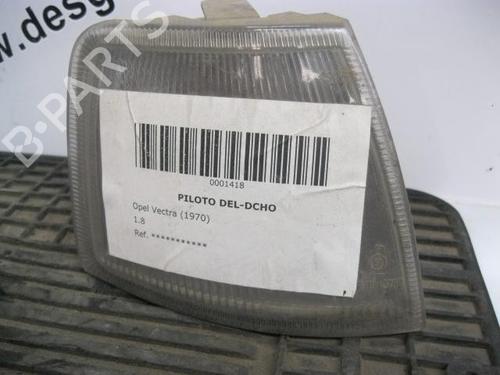 www.desg
B-PARTS
0001418
PILOTO DEL-DCHO
Opel Vectra (1970)
1.8
Ref. ***********